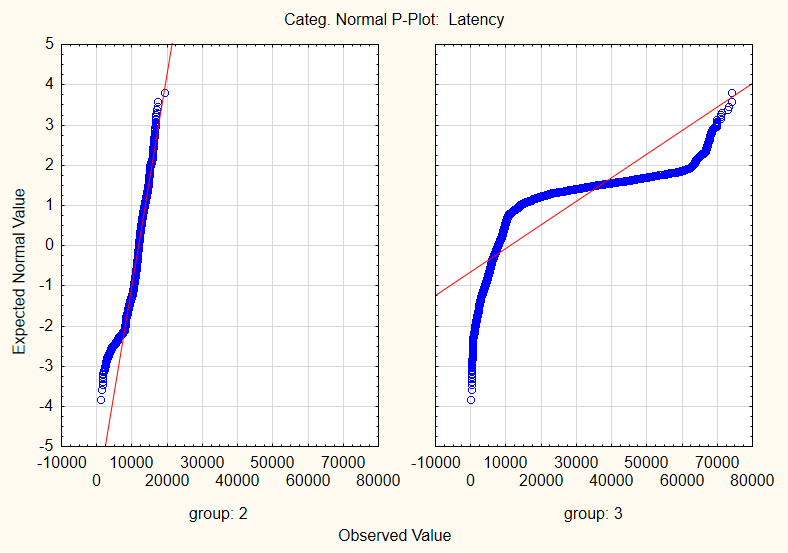 Categ. Normal P-Plot: Latency
5
4
3
2
1
0
-1
-2
-3
-4
-5
Expected Normal Value
-10000 10000 30000 50000 70000 -10000 10000 30000 50000 70000
0 20000 40000 60000 80000 0 20000 40000 60000 80000
group: 2 group: 3
Observed Value